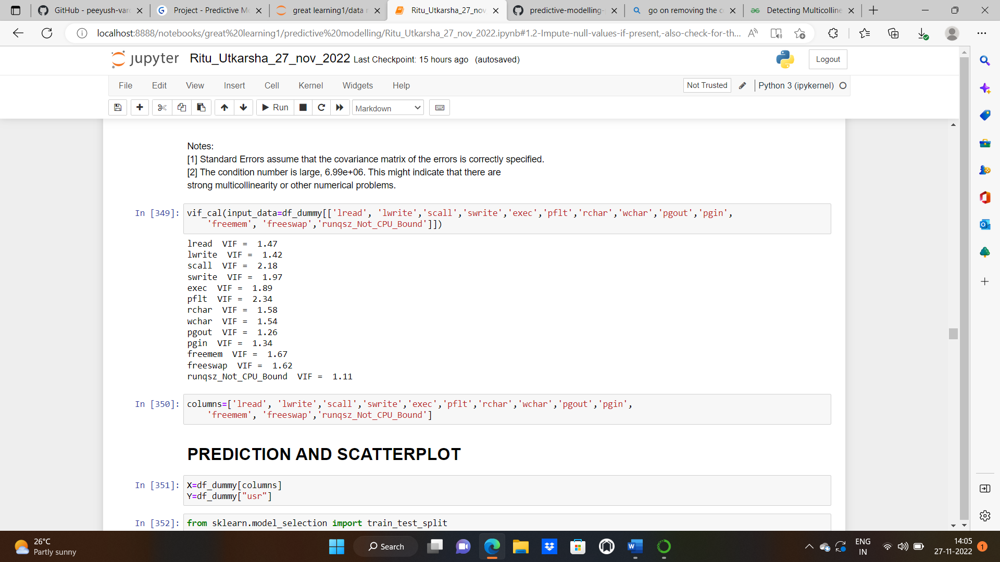 GitHub - peeyush-var
Project - Predictive Mo
great learning1/data r
Ritu_Utkarsha_27_nov
predictive-modelling-
go on removing the c
Detecting Multicolline
localhost:8888/notebooks/great%20learning1/predictive%20modelling/Ritu_Utkarsha_27_nov_2022.ipynb#1.2-Impute-null-values-if-present,-also-check-for-th...
jupyter Ritu_Utkarsha_27_nov_2022 Last Checkpoint: 15 hours ago (autosaved)
Logout
File Edit View Insert Cell Kernel Widgets Help
Not Trusted
Python 3 (ipykernel)
Run
Markdown
Notes:
[1] Standard Errors assume that the covariance matrix of the errors is correctly specified.
[2] The condition number is large, 6.99e+06. This might indicate that there are
strong multicollinearity or other numerical problems.
In [349]: vif_cal(input_data=df_dummy[['lread', 'lwrite','scall','swrite','exec','pflt','rchar','wchar','pgout','pgin',
'freemem', 'freeswap','runqsz_Not_CPU_Bound']])
lread VIF = 1.47
lwrite VIF = 1.42
scall VIF = 2.18
swrite VIF = 1.97
exec VIF = 1.89
pflt VIF = 2.34
rchar VIF = 1.58
wchar VIF = 1.54
pgout VIF = 1.26
pgin VIF = 1.34
freemem VIF = 1.67
freeswap VIF = 1.62
runqsz_Not_CPU_Bound VIF = 1.11
In [350]: columns=['lread', 'lwrite','scall','swrite','exec','pflt','rchar','wchar','pgout','pgin',
'freemem', 'freeswap','runqsz_Not_CPU_Bound']
PREDICTION AND SCATTERPLOT
In [351]: X=df_dummy[columns]
Y=df_dummy["usr"]
In [352]: from sklearn.model_selection import train_test_split
26°C
Partly sunny
Search
ENG
IN
14:05
27-11-2022
1